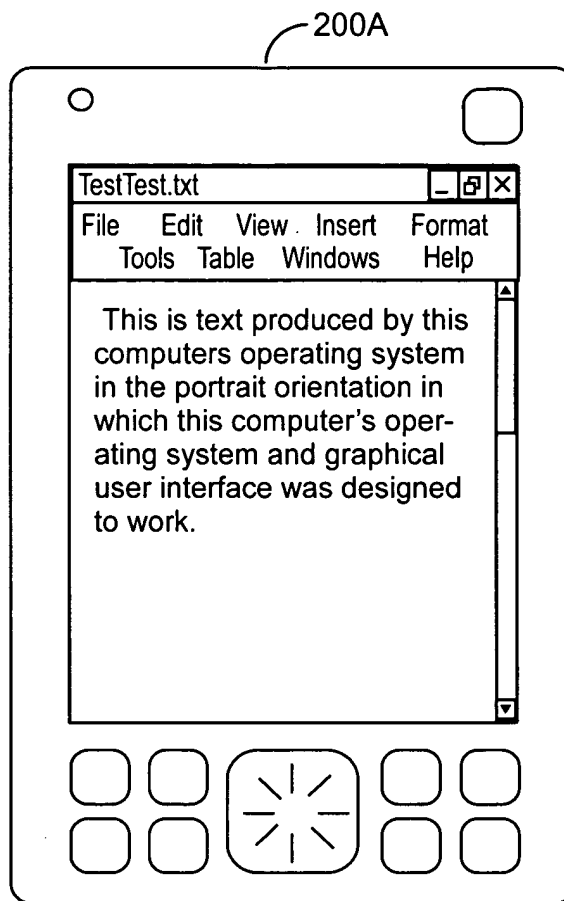 200A
TestTest.txt
File Edit View Insert Format
Tools Table Windows Help
This is text produced by this
computers operating system
in the portrait orientation in
which this computer's oper-
ating system and graphical
user interface was designed
to work.